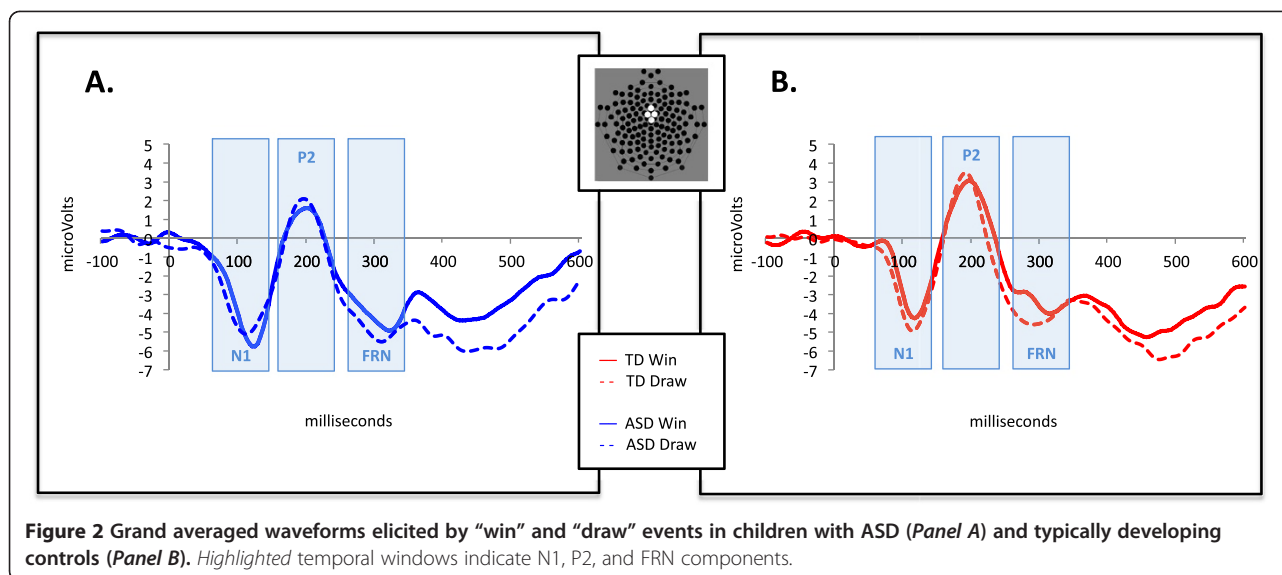 A.
5
4
3
2
1
0
-1
-2
-3
-4
-5
-6
-7
microVolts
-100 0 100 200 300 400 500 600
N1
P2
FRN
milliseconds
TD Win
TD Draw
ASD Win
ASD Draw
B.
5
4
3
2
1
0
-1
-2
-3
-4
-5
-6
-7
microVolts
-100 0 100 200 300 400 500 600
N1
P2
FRN
milliseconds
Figure 2 Grand averaged waveforms elicited by “win” and “draw” events in children with ASD (Panel A) and typically developing
controls (Panel B). Highlighted temporal windows indicate N1, P2, and FRN components.